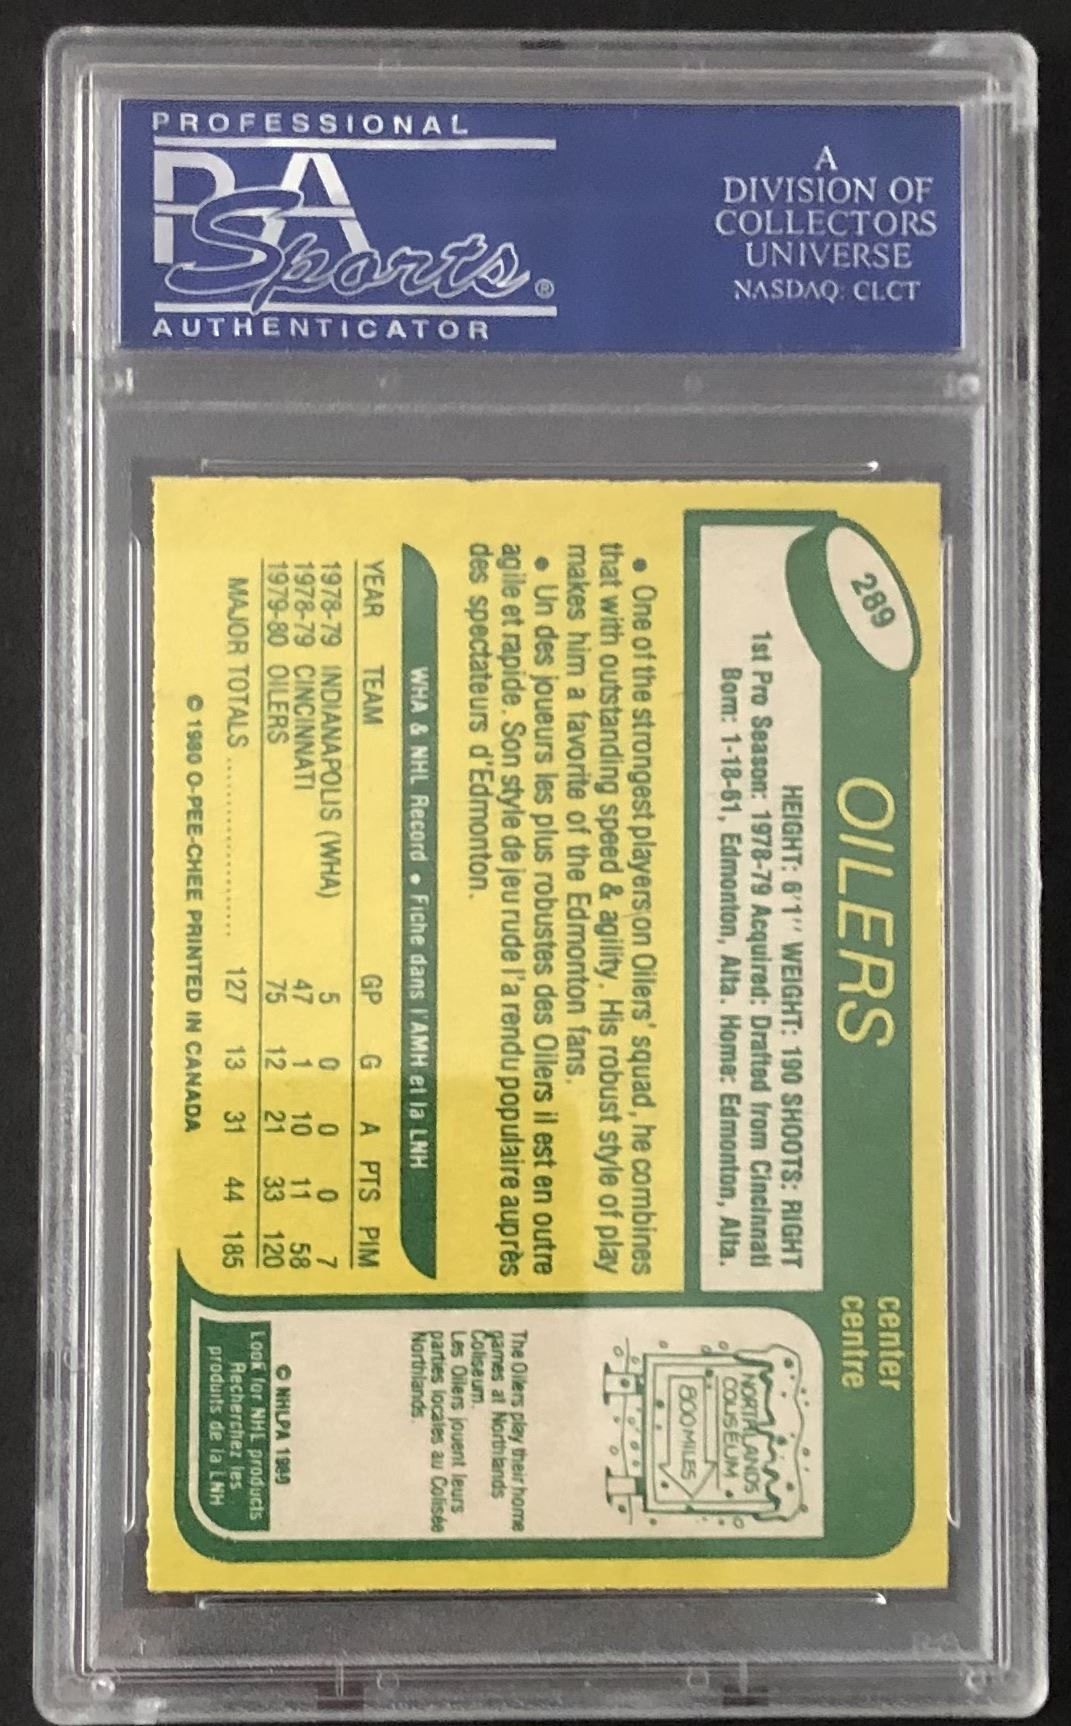 PROFESSIONAL
PSA
Sports®
AUTHENTICATOR
A
DIVISION OF
COLLECTORS
UNIVERSE
NASDAQ: CLCT
289
OILERS
center
centre
HEIGHT: 6'1" WEIGHT: 190 SHOOTS: RIGHT
1st Pro Season: 1978-79 Acquired: Drafted from Cincinnati
Born: 1-18-61, Edmonton, Alta. Home: Edmonton, Alta.
• One of the strongest players on Oilers' squad, he combines
that with outstanding speed & agility. His robust style of play
makes him a favorite of the Edmonton fans.
• Un des joueurs les plus robustes des Oilers il est en outre
agile et rapide. Son style de jeu rude l'a rendu populaire auprès
des spectateurs d'Edmonton.
WHA & NHL Record • Fiche dans l'AMH et la LNH
YEAR TEAM GP G A PTS PIM
1978-79 INDIANAPOLIS (WHA) 5 0 0 0 7
1978-79 CINCINNATI 47 1 10 11 58
1979-80 OILERS 75 12 21 33 120
MAJOR TOTALS .................... 127 13 31 44 185
© 1980 O-PEE-CHEE PRINTED IN CANADA
NORTHLANDS
COLISEUM
800 MILES
The Oilers play their home
games at Northlands
Coliseum.
Les Oilers jouent leurs
parties locales au Colisée
Northlands.
© NHLPA 1980
Look for NHL products
Recherchez les
produits de la LNH